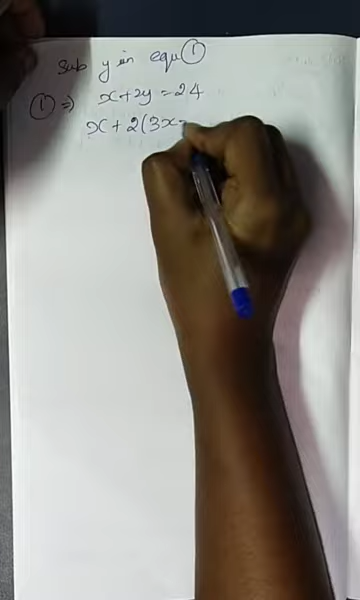 Sub y in equ ①
① => x + 2y = 24
x + 2(3x